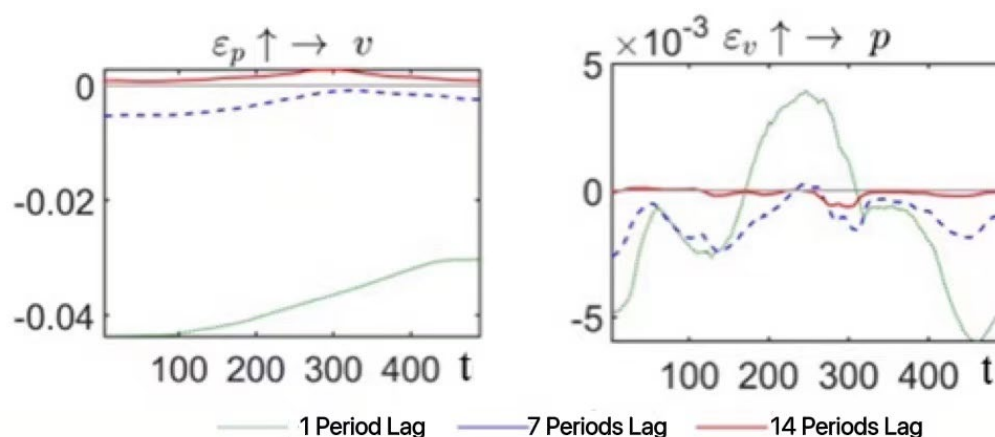 ε_p ↑ → v
0
-0.02
-0.04
100 200 300 400 t
×10⁻³ ε_v ↑ → p
5
0
-5
100 200 300 400 t
1 Period Lag 7 Periods Lag 14 Periods Lag